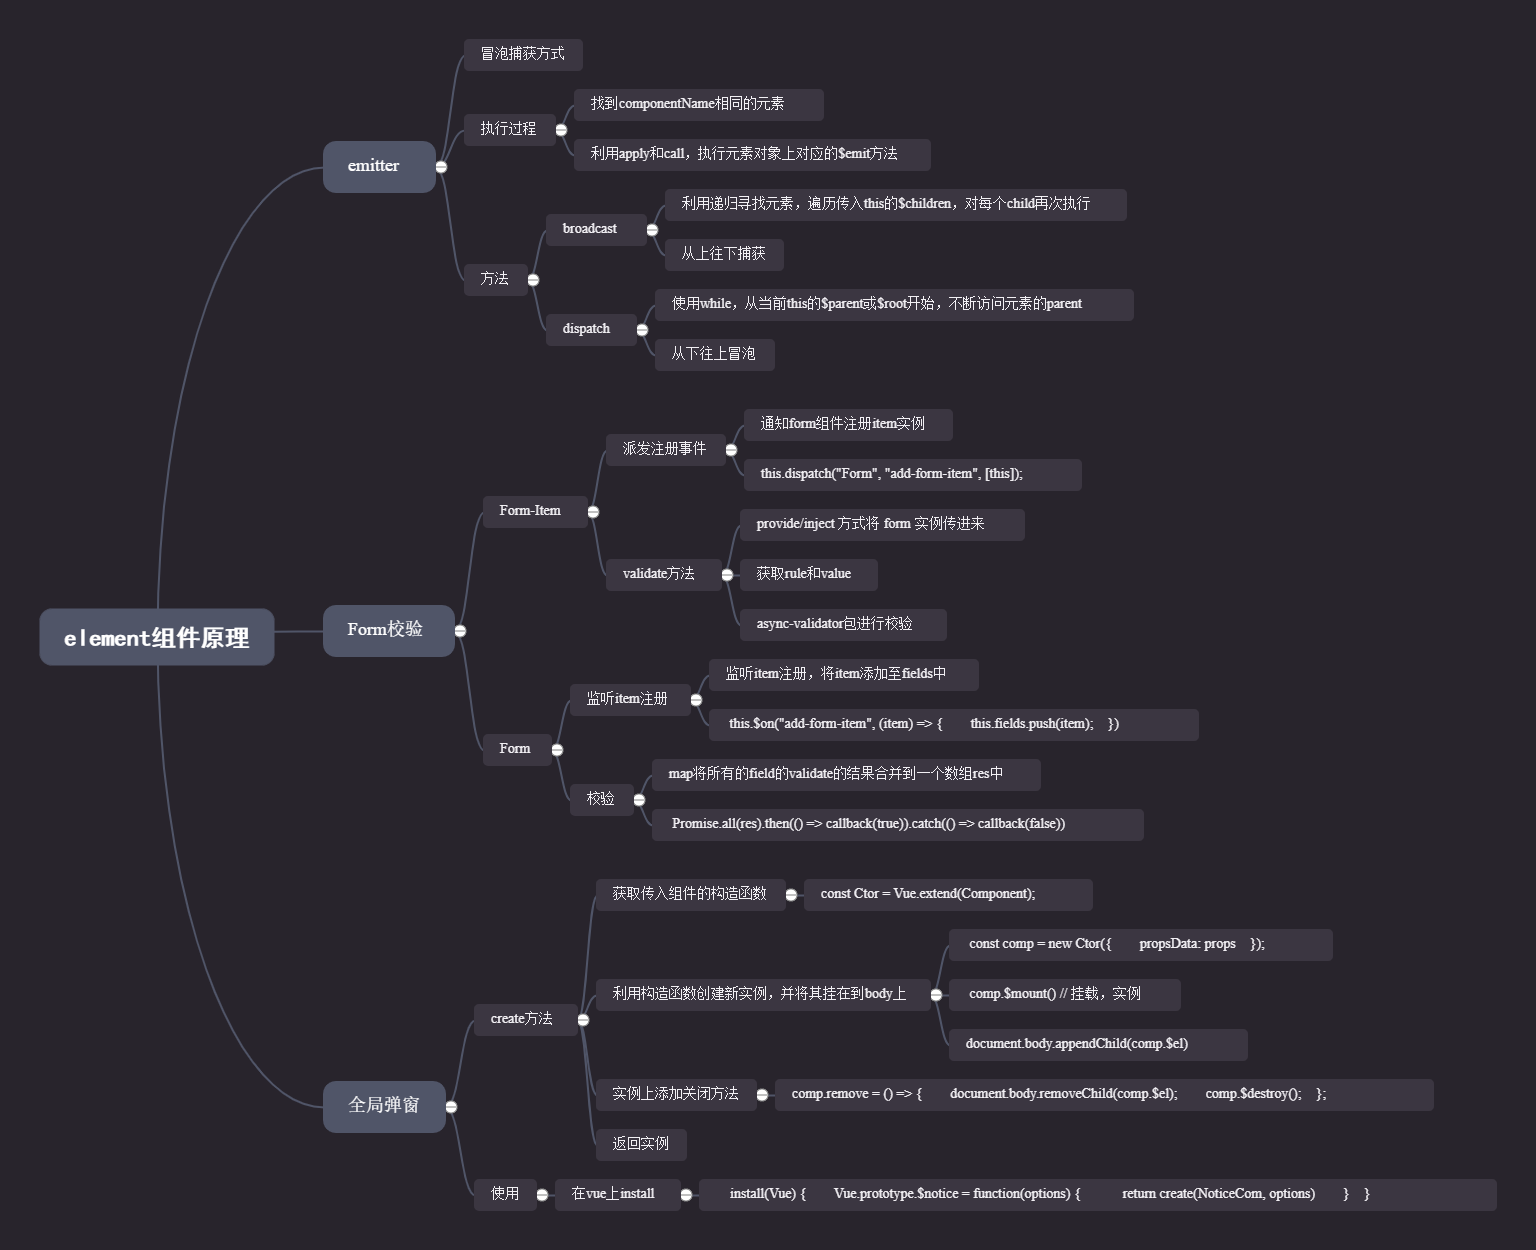 element组件原理
emitter
冒泡捕获方式
执行过程
找到componentName相同的元素
利用apply和call，执行元素对象上对应的$emit方法
方法
broadcast
利用递归寻找元素，遍历传入this的$children，对每个child再次执行
从上往下捕获
dispatch
使用while，从当前this的$parent或$root开始，不断访问元素的parent
从下往上冒泡
Form校验
Form-Item
派发注册事件
通知form组件注册item实例
this.dispatch("Form", "add-form-item", [this]);
validate方法
provide/inject 方式将 form 实例传进来
获取rule和value
async-validator包进行校验
Form
监听item注册
监听item注册，将item添加至fields中
this.$on("add-form-item", (item) => { this.fields.push(item); })
校验
map将所有的field的validate的结果合并到一个数组res中
Promise.all(res).then(() => callback(true)).catch(() => callback(false))
全局弹窗
create方法
获取传入组件的构造函数
const Ctor = Vue.extend(Component);
利用构造函数创建新实例，并将其挂在到body上
const comp = new Ctor({ propsData: props });
comp.$mount() // 挂载，实例
document.body.appendChild(comp.$el)
实例上添加关闭方法
comp.remove = () => { document.body.removeChild(comp.$el); comp.$destroy(); };
返回实例
使用
在vue上install
install(Vue) { Vue.prototype.$notice = function(options) { return create(NoticeCom, options) } }